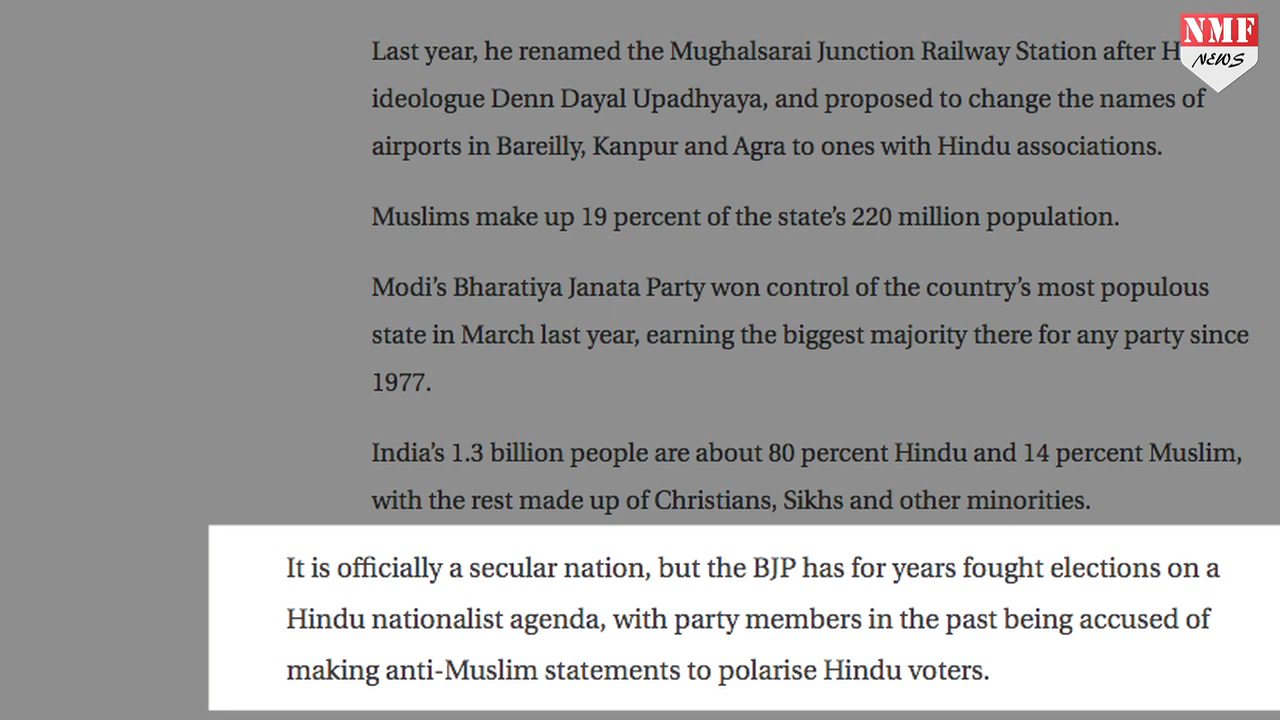 Last year, he renamed the Mughalsarai Junction Railway Station after H
ideologue Denn Dayal Upadhyaya, and proposed to change the names of
airports in Bareilly, Kanpur and Agra to ones with Hindu associations.
Muslims make up 19 percent of the state’s 220 million population.
Modi’s Bharatiya Janata Party won control of the country’s most populous
state in March last year, earning the biggest majority there for any party since
1977.
India’s 1.3 billion people are about 80 percent Hindu and 14 percent Muslim,
with the rest made up of Christians, Sikhs and other minorities.
It is officially a secular nation, but the BJP has for years fought elections on a
Hindu nationalist agenda, with party members in the past being accused of
making anti-Muslim statements to polarise Hindu voters.
NMF
NEWS